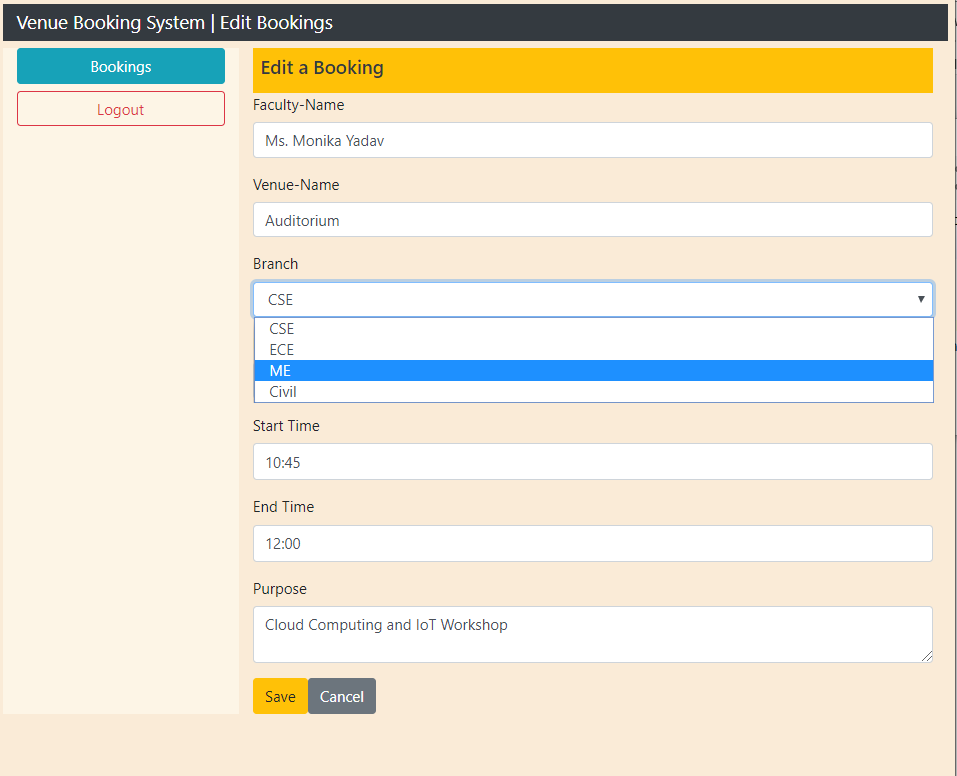 Venue Booking System | Edit Bookings
Bookings
Logout
Edit a Booking
Faculty-Name
Ms. Monika Yadav
Venue-Name
Auditorium
Branch
CSE
CSE
ECE
ME
Civil
Start Time
10:45
End Time
12:00
Purpose
Cloud Computing and IoT Workshop
Save Cancel